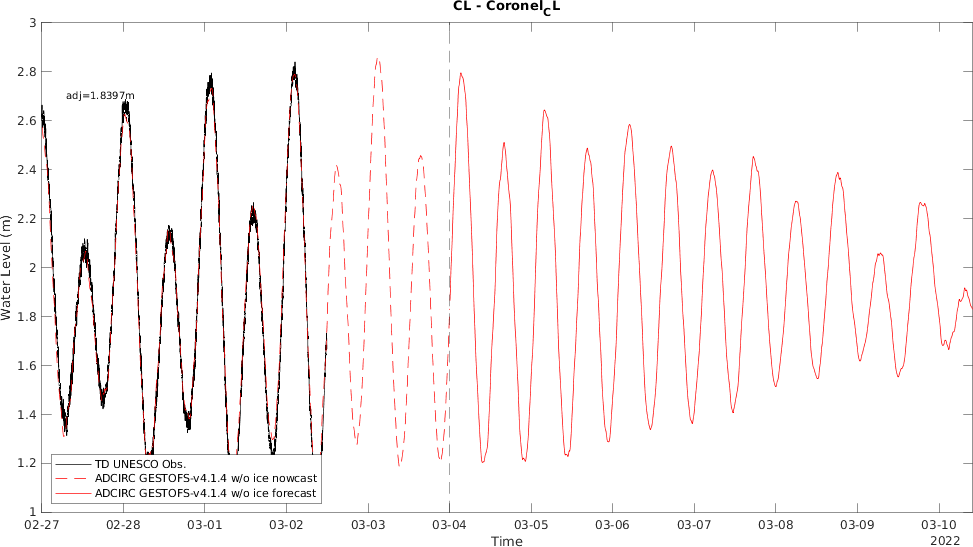 CL - Coronel_CL
3
2.8
adj=1.8397m
2.6
2.4
2.2
2
1.8
1.6
1.4
1.2
1
Water Level (m)
TD UNESCO Obs.
ADCIRC GESTOFS-v4.1.4 w/o ice nowcast
ADCIRC GESTOFS-v4.1.4 w/o ice forecast
02-27 02-28 03-01 03-02 03-03 03-04 03-05 03-06 03-07 03-08 03-09 03-10
Time
2022